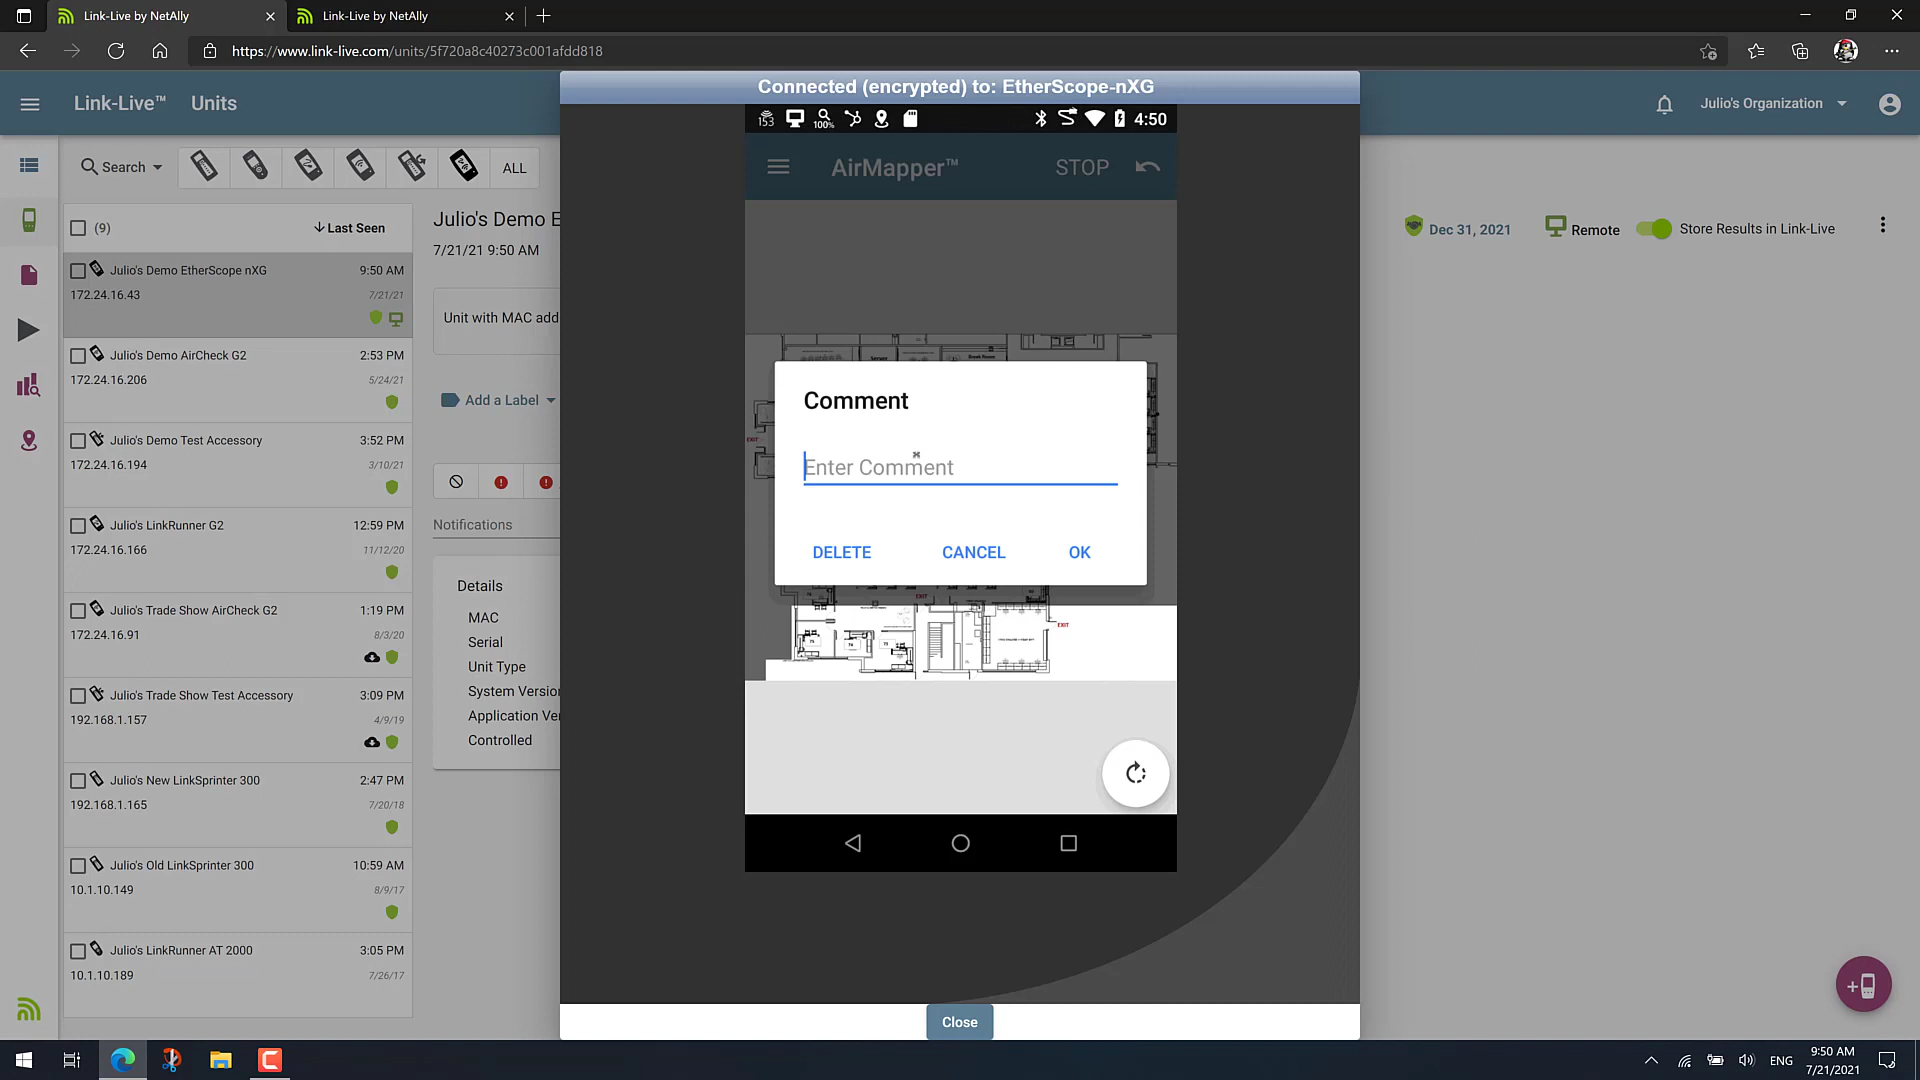 Link-Live by NetAlly
Link-Live by NetAlly
https://www.link-live.com/units/5f720a8c40273c001afdd818
Connected (encrypted) to: EtherScope-nXG
Link-Live™ Units
Julio's Organization
153
100%
4:50
AirMapper™
STOP
Search
ALL
(9)
Last Seen
Julio's Demo EtherScope nXG 9:50 AM
172.24.16.43 7/21/21
Julio's Demo AirCheck G2 2:53 PM
172.24.16.206 5/24/21
Julio's Demo Test Accessory 3:52 PM
172.24.16.194 3/10/21
Julio's LinkRunner G2 12:59 PM
172.24.16.166 11/12/20
Julio's Trade Show AirCheck G2 1:19 PM
172.24.16.91 8/3/20
Julio's Trade Show Test Accessory 3:09 PM
192.168.1.157 4/9/19
Julio's New LinkSprinter 300 2:47 PM
192.168.1.165 7/20/18
Julio's Old LinkSprinter 300 10:59 AM
10.1.10.149 8/9/17
Julio's LinkRunner AT 2000 3:05 PM
10.1.10.189 7/26/17
Julio's Demo E
7/21/21 9:50 AM
Unit with MAC add
Add a Label
Notifications
Details
MAC
Serial
Unit Type
System Versio
Application Ve
Controlled
Dec 31, 2021
Remote
Store Results in Link-Live
Server
Break Room
EXIT
Comment
Enter Comment
DELETE
CANCEL
OK
EXIT
EXIT
Close
ENG
9:50 AM
7/21/2021